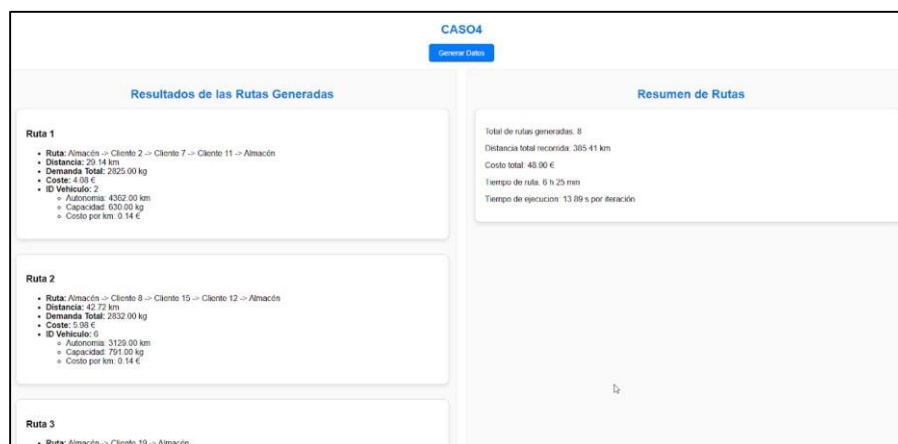 CASO4
Generar Datos
Resultados de las Rutas Generadas
Ruta 1
Ruta: Almacén -> Cliente 2 -> Cliente 7 -> Cliente 11 -> Almacén
Distancia: 29.14 km
Demanda Total: 2825.00 kg
Coste: 4.08 €
ID Vehiculo: 2
Autonomia: 4362.00 km
Capacidad: 630.00 kg
Costo por km: 0.14 €
Ruta 2
Ruta: Almacén -> Cliente 8 -> Cliente 15 -> Cliente 12 -> Almacén
Distancia: 42.72 km
Demanda Total: 2832.00 kg
Coste: 5.98 €
ID Vehiculo: 6
Autonomia: 3129.00 km
Capacidad: 791.00 kg
Costo por km: 0.14 €
Ruta 3
Ruta: Almacén -> Cliente 19 -> Almacén
Resumen de Rutas
Total de rutas generadas: 8
Distancia total recorrida: 385.41 km
Costo total: 48.90 €
Tiempo de ruta: 6 h 25 min
Tiempo de ejecucion: 13.89 s por iteración